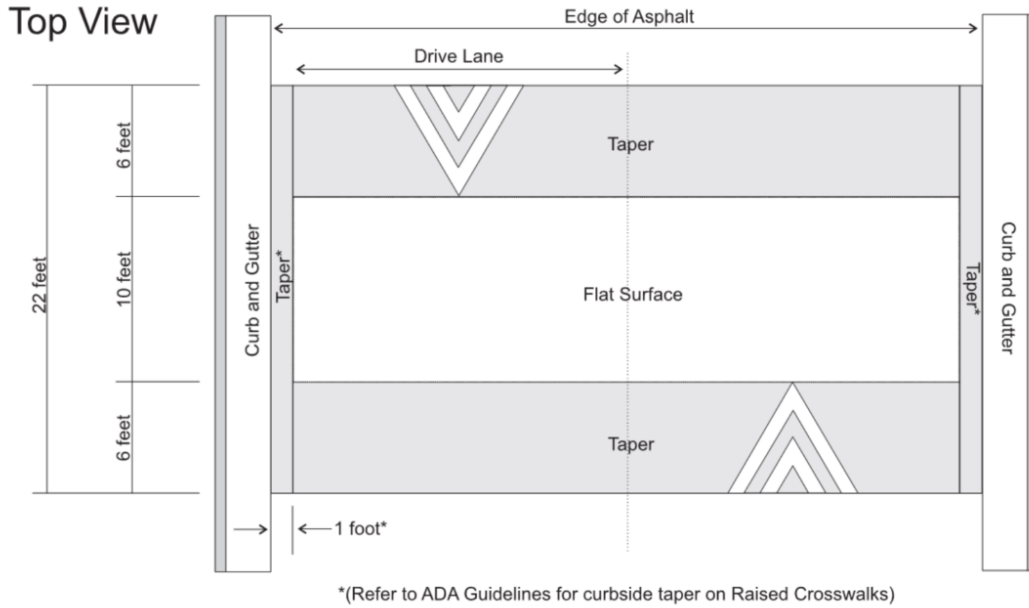 Top View
Edge of Asphalt
Drive Lane
6 feet
Taper
22 feet
10 feet
Curb and Gutter
Taper*
Flat Surface
Taper*
Curb and Gutter
6 feet
Taper
1 foot*
*(Refer to ADA Guidelines for curbside taper on Raised Crosswalks)